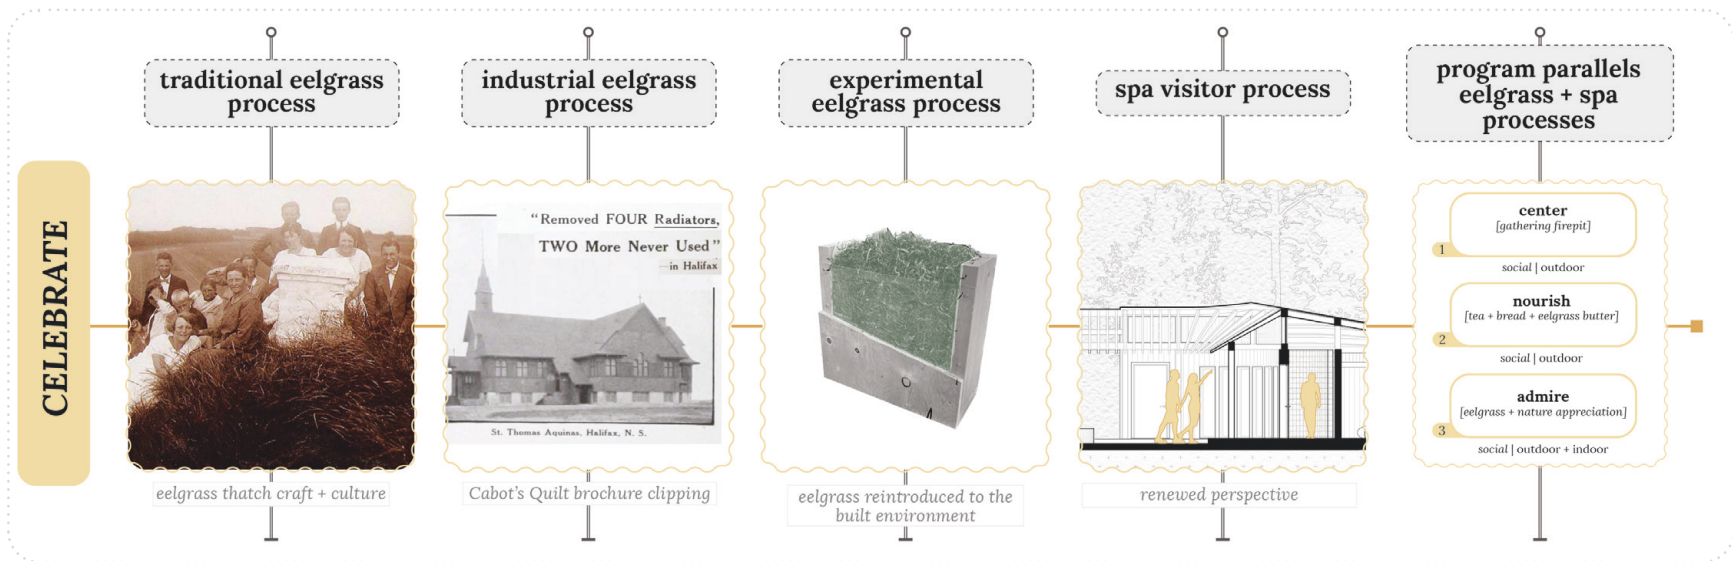 traditional eelgrass
process
industrial eelgrass
process
experimental
eelgrass process
spa visitor process
program parallels
eelgrass + spa
processes
CELEBRATE
"Removed FOUR Radiators,
TWO More Never Used"
—in Halifax
St. Thomas Aquinas, Halifax, N. S.
center
[gathering firepit]
1
social | outdoor
nourish
[tea + bread + eelgrass butter]
2
social | outdoor
admire
[eelgrass + nature appreciation]
3
social | outdoor + indoor
eelgrass thatch craft + culture
Cabot's Quilt brochure clipping
eelgrass reintroduced to the
built environment
renewed perspective